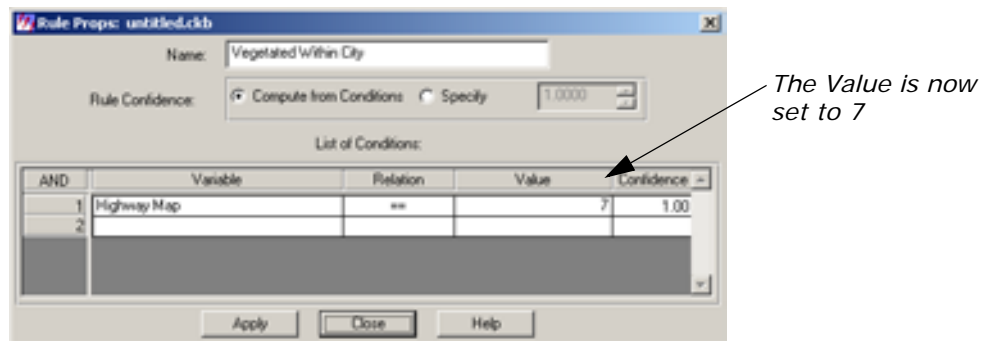 Rule Props: untitled.ckb
Name: Vegetated Within City
Rule Confidence: Compute from Conditions Specify 1.0000
The Value is now
set to 7
List of Conditions:
AND Variable Relation Value Confidence
1 Highway Map == 7 1.00
2
Apply Close Help